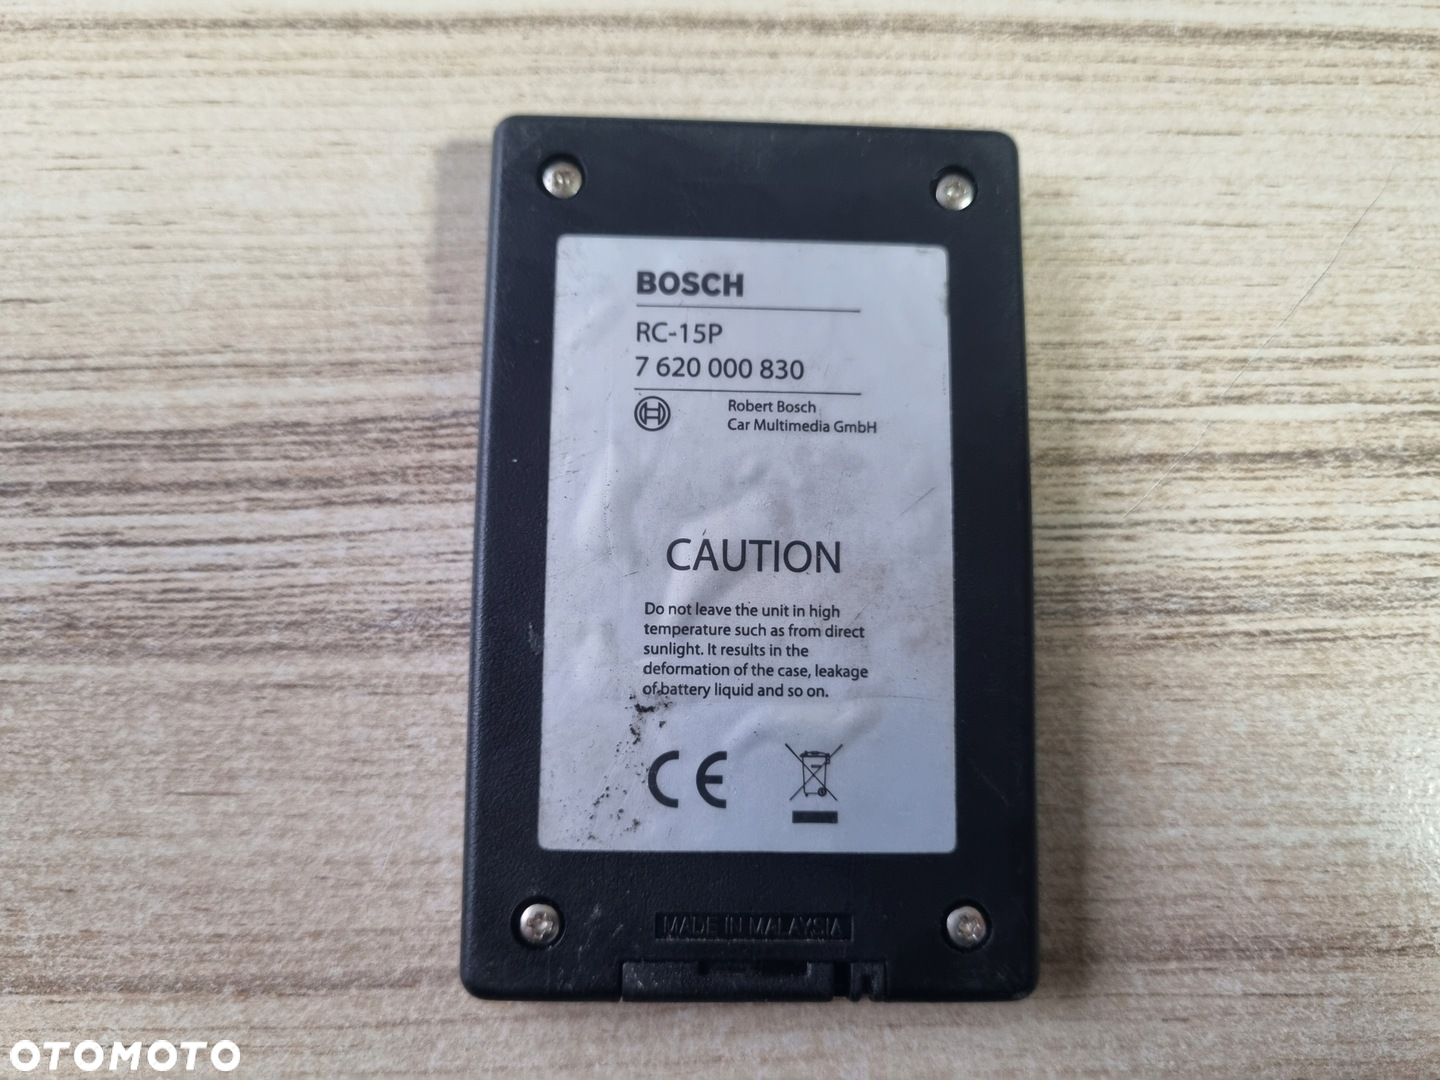 BOSCH
RC-15P
7 620 000 830
Robert Bosch
Car Multimedia GmbH
CAUTION
Do not leave the unit in high
temperature such as from direct
sunlight. It results in the
deformation of the case, leakage
of battery liquid and so on.
CE
MADE IN MALAYSIA
OTOMOTO